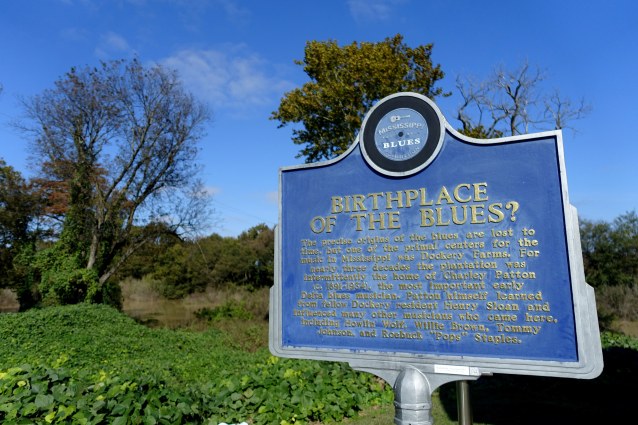 MISSISSIPPI
BLUES
BIRTHPLACE
OF THE BLUES?
The precise origins of the blues are lost to
time, but one of the primal centers for the
music in Mississippi was Dockery Farms. For
nearly three decades the plantation was
intermittently the home of Charley Patton
the most important early
Delta blues musician. Patton himself learned
from fellow Dockery resident Henry Sloan and
influenced many other musicians who came here,
including Howlin' Wolf, Willie Brown, Tommy
Johnson, and Roebuck "Pops" Staples.